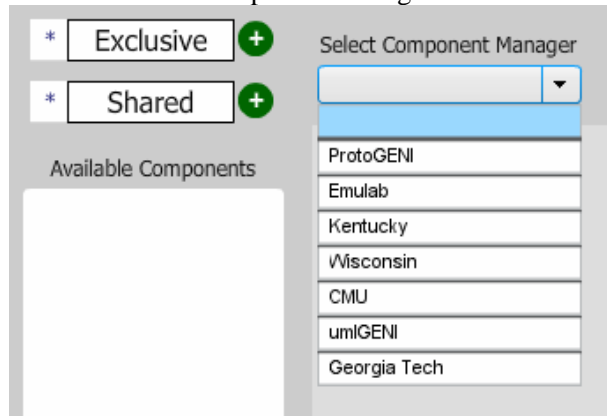 * Exclusive +
* Shared +
Available Components
Select Component Manager
ProtoGENI
Emulab
Kentucky
Wisconsin
CMU
umlGENI
Georgia Tech